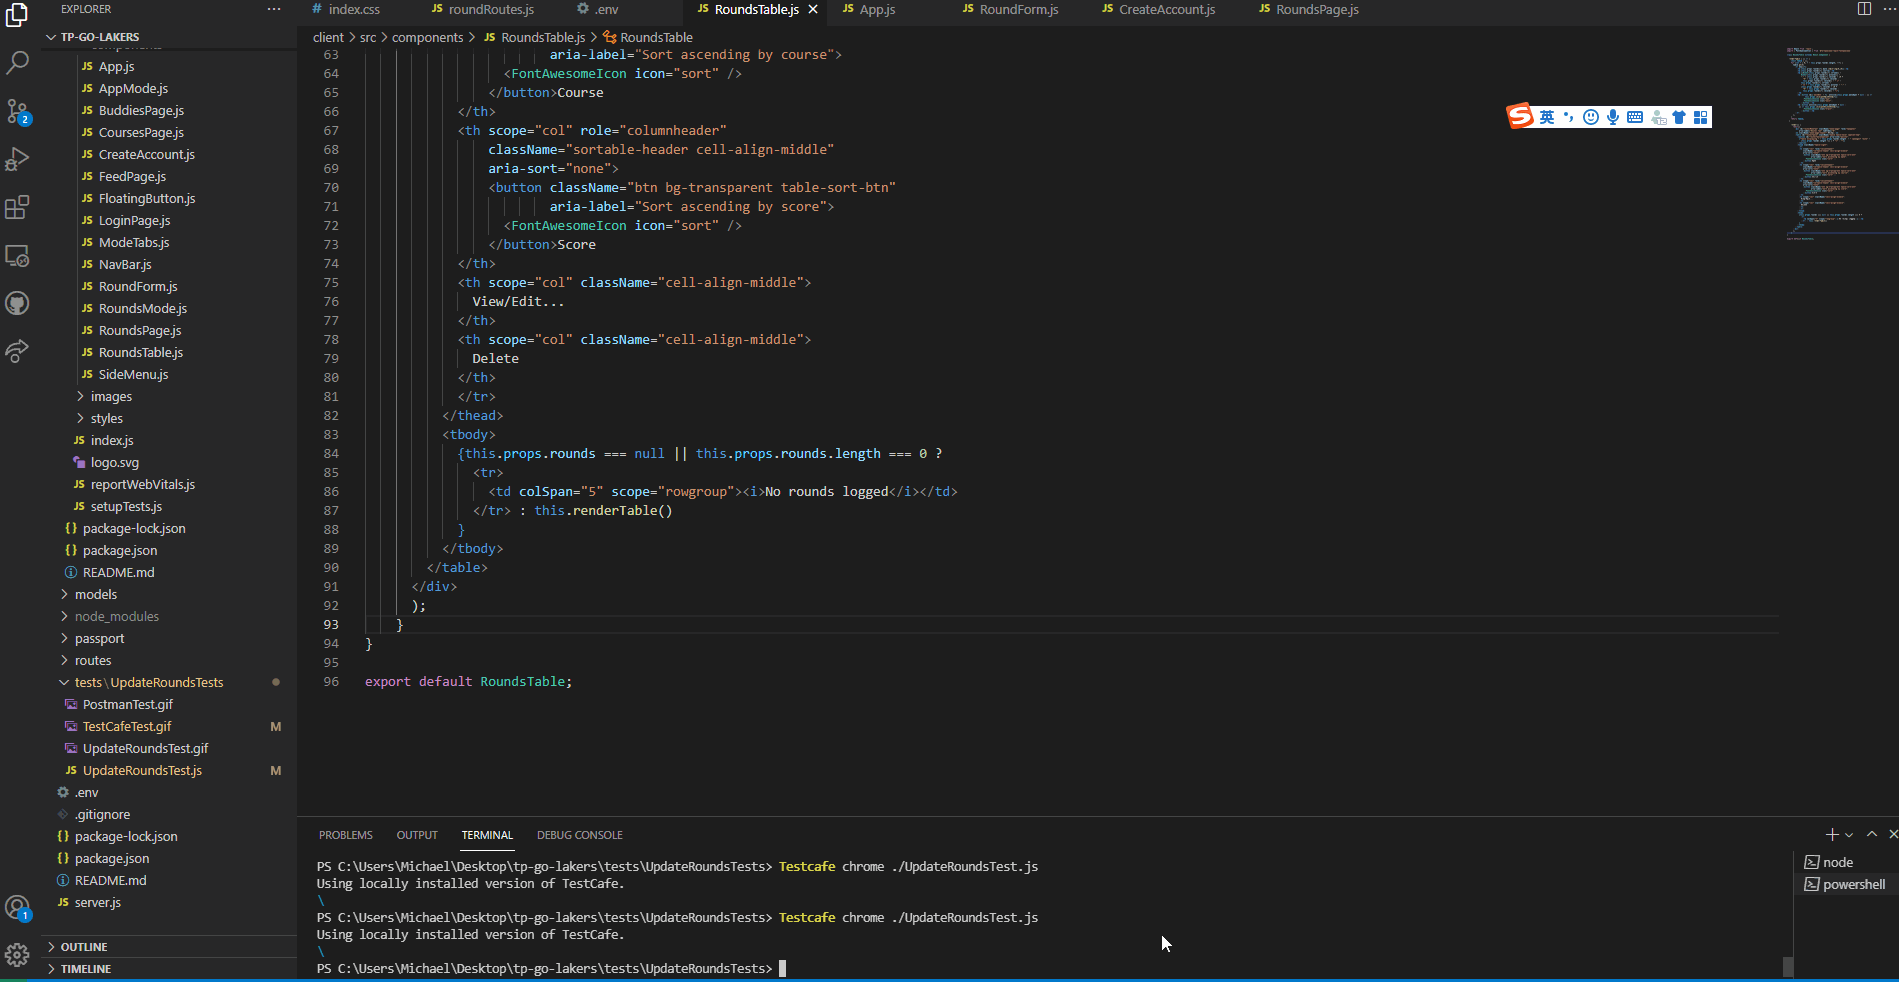 EXPLORER
TP-GO-LAKERS
components
App.js
AppMode.js
BuddiesPage.js
CoursesPage.js
CreateAccount.js
FeedPage.js
FloatingButton.js
LoginPage.js
ModeTabs.js
NavBar.js
RoundForm.js
RoundsMode.js
RoundsPage.js
RoundsTable.js
SideMenu.js
images
styles
index.js
logo.svg
reportWebVitals.js
setupTests.js
package-lock.json
package.json
README.md
models
node_modules
passport
routes
tests\UpdateRoundsTests
PostmanTest.gif
TestCafeTest.gif M
UpdateRoundsTest.gif
UpdateRoundsTest.js M
.env
.gitignore
package-lock.json
package.json
README.md
server.js
OUTLINE
TIMELINE
2
1
# index.css JS roundRoutes.js .env JS RoundsTable.js JS App.js JS RoundForm.js JS CreateAccount.js JS RoundsPage.js
client > src > components > JS RoundsTable.js > RoundsTable
63 aria-label="Sort ascending by course">
64 <FontAwesomeIcon icon="sort" />
65 </button>Course
66 </th>
67 <th scope="col" role="columnheader"
68 className="sortable-header cell-align-middle"
69 aria-sort="none">
70 <button className="btn bg-transparent table-sort-btn"
71 aria-label="Sort ascending by score">
72 <FontAwesomeIcon icon="sort" />
73 </button>Score
74 </th>
75 <th scope="col" className="cell-align-middle">
76 View/Edit...
77 </th>
78 <th scope="col" className="cell-align-middle">
79 Delete
80 </th>
81 </tr>
82 </thead>
83 <tbody>
84 {this.props.rounds === null || this.props.rounds.length === 0 ?
85 <tr>
86 <td colSpan="5" scope="rowgroup"><i>No rounds logged</i></td>
87 </tr> : this.renderTable()
88 }
89 </tbody>
90 </table>
91 </div>
92 );
93 }
94 }
95
96 export default RoundsTable;
S 英
PROBLEMS OUTPUT TERMINAL DEBUG CONSOLE
PS C:\Users\Michael\Desktop\tp-go-lakers\tests\UpdateRoundsTests> Testcafe chrome ./UpdateRoundsTest.js
Using locally installed version of TestCafe.
\
PS C:\Users\Michael\Desktop\tp-go-lakers\tests\UpdateRoundsTests> Testcafe chrome ./UpdateRoundsTest.js
Using locally installed version of TestCafe.
\
PS C:\Users\Michael\Desktop\tp-go-lakers\tests\UpdateRoundsTests>
node
powershell